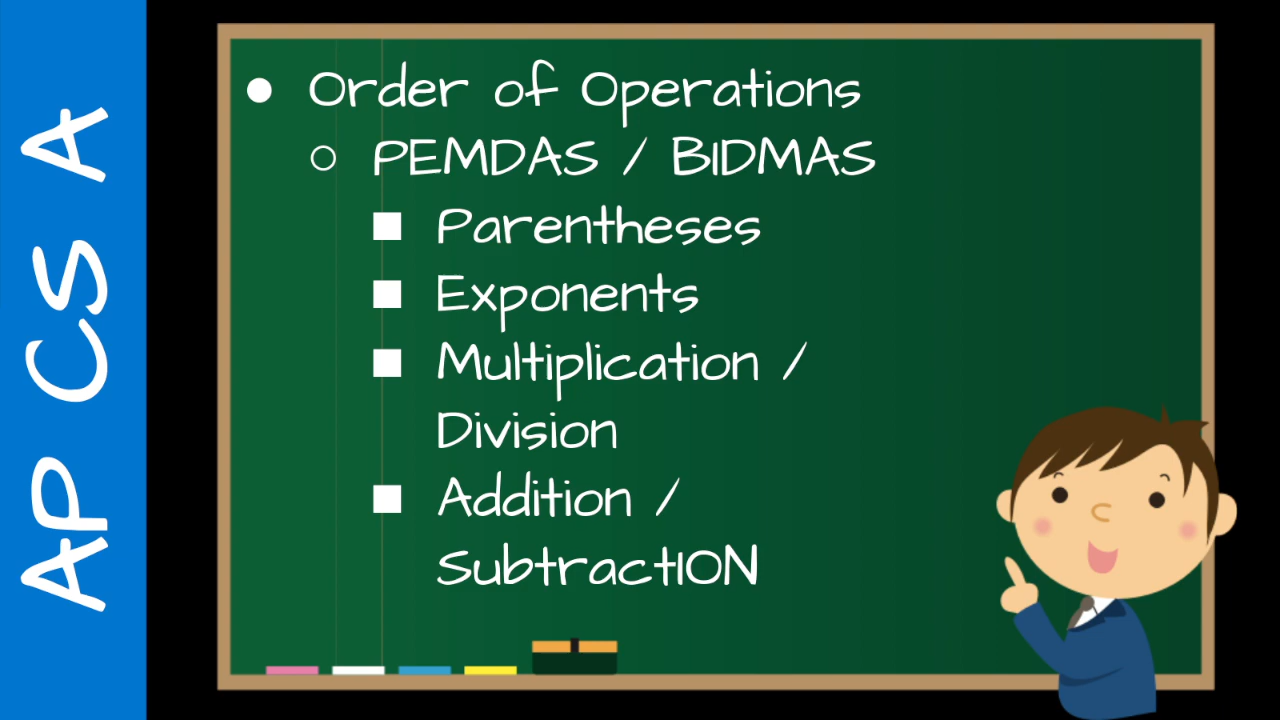 AP CS A
● Order of Operations
○ PEMDAS / BIDMAS
■ Parentheses
■ Exponents
■ Multiplication /
Division
■ Addition /
SubtractION